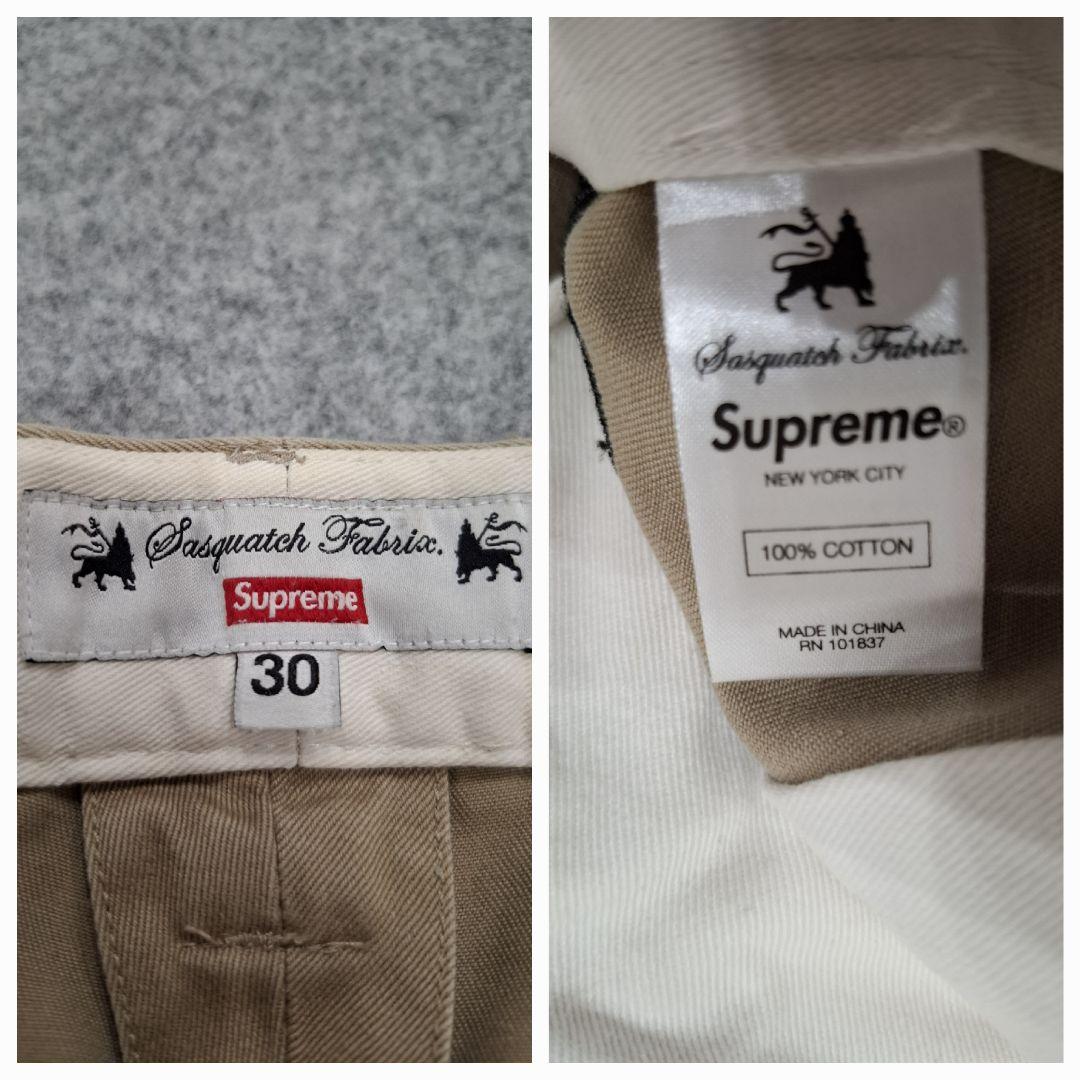 Sasquatch Fabrix.
Supreme
30
Sasquatch Fabrix.
Supreme®
NEW YORK CITY
100% COTTON
MADE IN CHINA
RN 101837